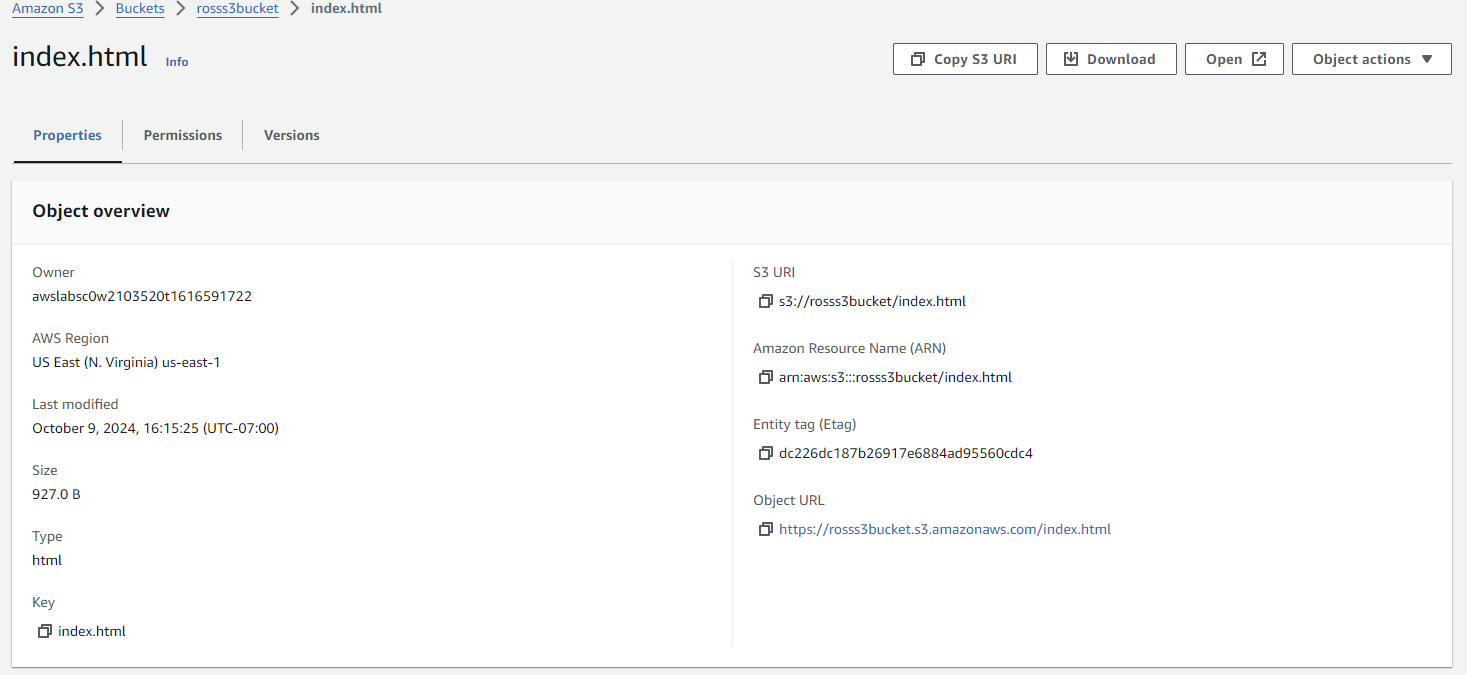 Amazon S3 > Buckets > rosss3bucket > index.html
index.html Info
Copy S3 URI Download Open Object actions
Properties Permissions Versions
Object overview
Owner
awslabsc0w2103520t1616591722
AWS Region
US East (N. Virginia) us-east-1
Last modified
October 9, 2024, 16:15:25 (UTC-07:00)
Size
927.0 B
Type
html
Key
index.html
S3 URI
s3://rosss3bucket/index.html
Amazon Resource Name (ARN)
arn:aws:s3:::rosss3bucket/index.html
Entity tag (Etag)
dc226dc187b26917e6884ad95560cdc4
Object URL
https://rosss3bucket.s3.amazonaws.com/index.html